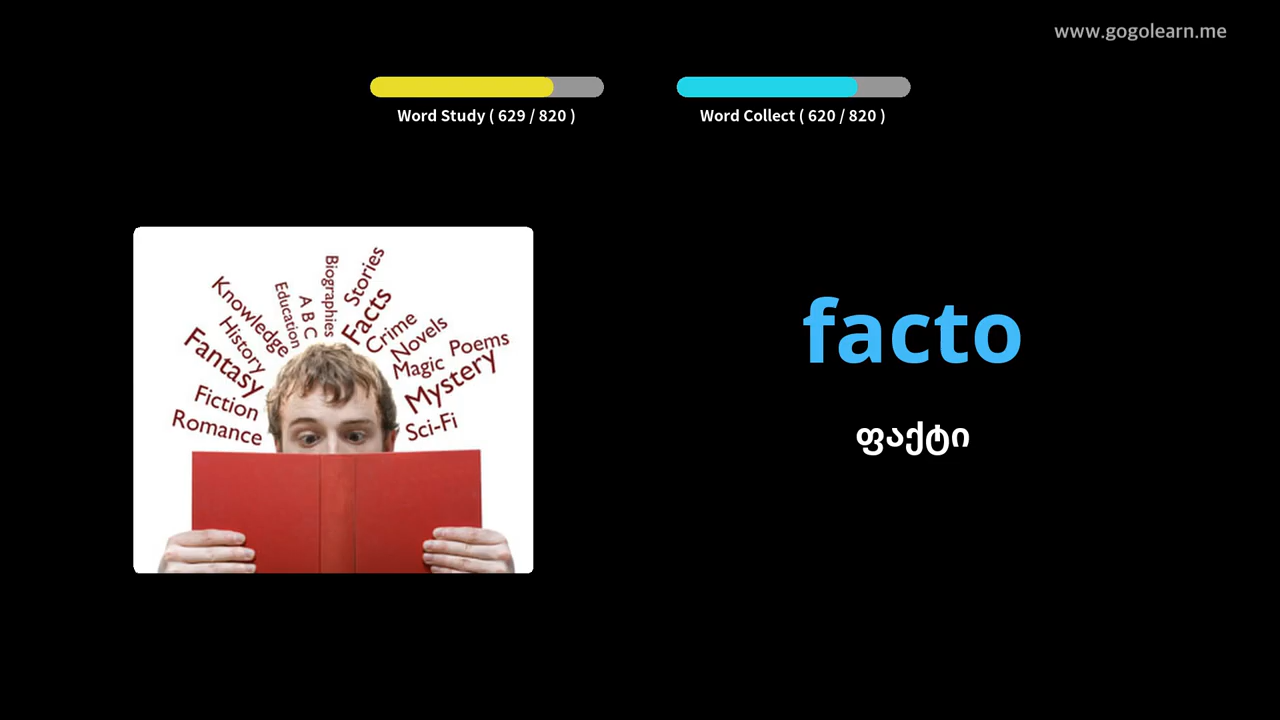 www.gogolearn.me
Word Study ( 629 / 820 )
Word Collect ( 620 / 820 )
Biographies
Stories
Education
A B C
Facts
Knowledge
Crime
History
Novels
Fantasy
Magic
Poems
Mystery
Fiction
Romance
Sci-Fi
facto
ფაქტი